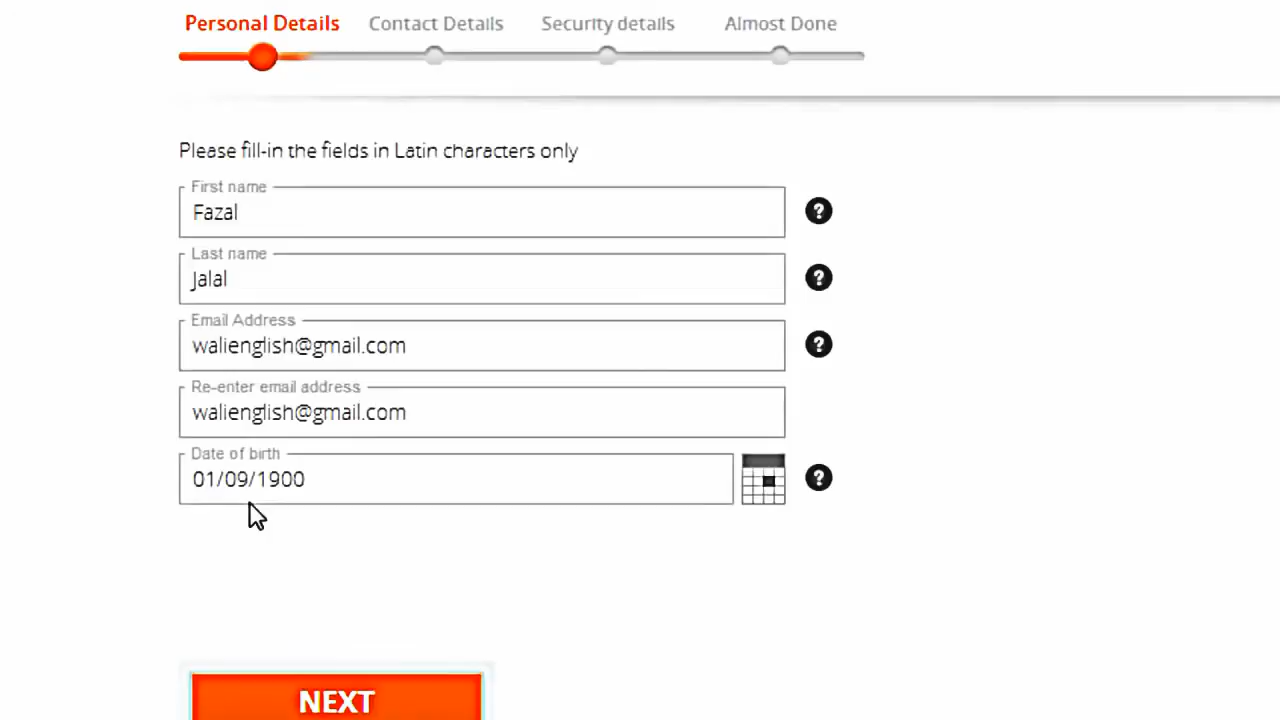 Personal Details Contact Details Security details Almost Done
Please fill-in the fields in Latin characters only
First name
Fazal
?
Last name
Jalal
?
Email Address
walienglish@gmail.com
?
Re-enter email address
walienglish@gmail.com
Date of birth
01/09/1900
?
NEXT